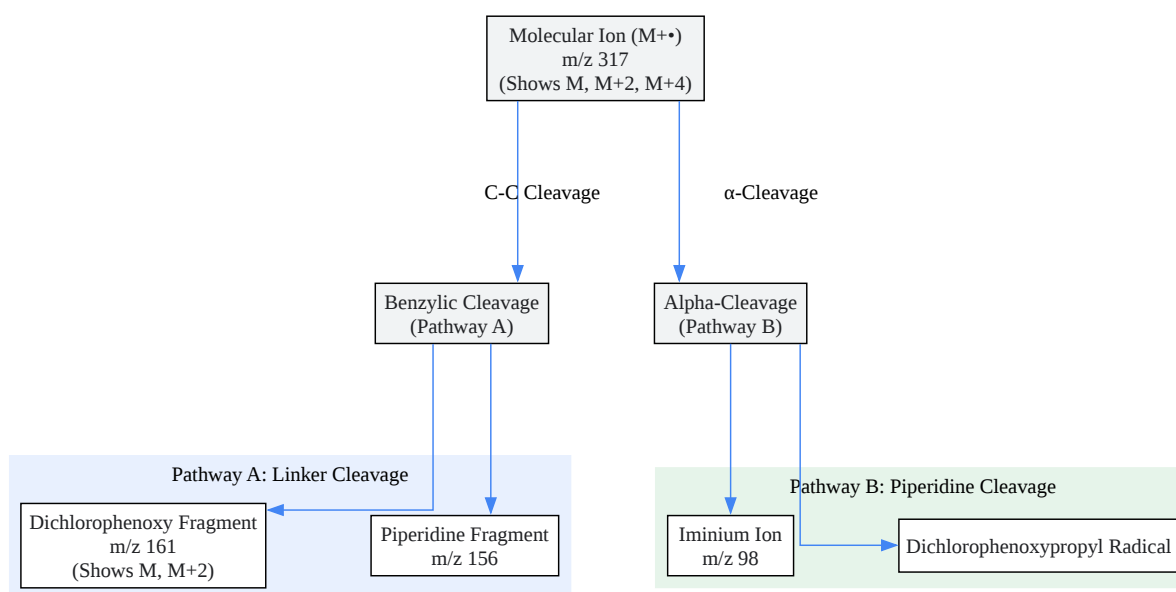 Molecular Ion (M+•)
m/z 317
(Shows M, M+2, M+4)
C-C Cleavage
α-Cleavage
Benzylic Cleavage
(Pathway A)
Alpha-Cleavage
(Pathway B)
Pathway A: Linker Cleavage
Dichlorophenoxy Fragment
m/z 161
(Shows M, M+2)
Piperidine Fragment
m/z 156
Pathway B: Piperidine Cleavage
Iminium Ion
m/z 98
Dichlorophenoxypropyl Radical